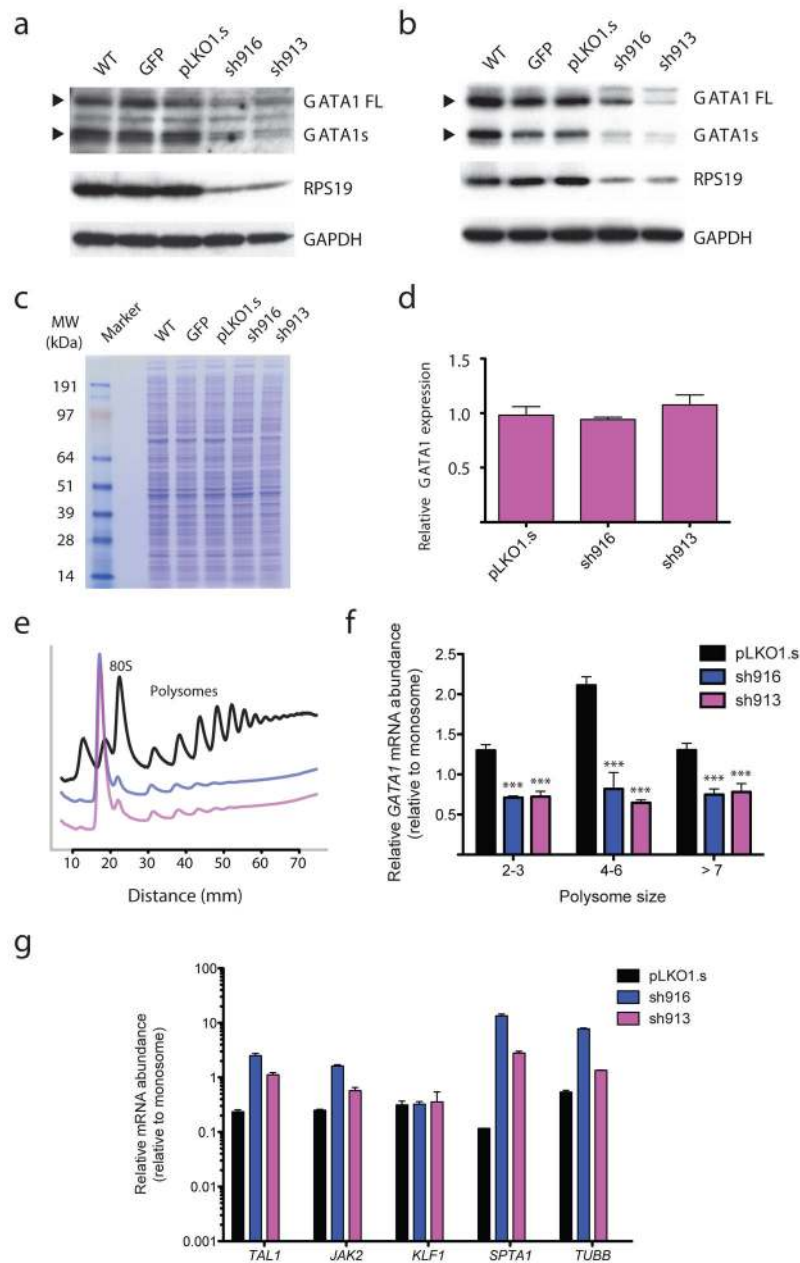 a
WT GFP pLKO1.s sh916 sh913
GATA1 FL
GATA1s
RPS19
GAPDH
b
WT GFP pLKO1.s sh916 sh913
GATA1 FL
GATA1s
RPS19
GAPDH
c
MW (kDa)
Marker WT GFP pLKO1.s sh916 sh913
191
97
64
51
39
28
14
d
Relative GATA1 expression
1.5
1.0
0.5
pLKO1.s sh916 sh913
e
80S
Polysomes
10 20 30 40 50 60 70
Distance (mm)
f
Relative GATA1 mRNA abundance
(relative to monosome)
2.5
2.0
1.5
1.0
0.5
pLKO1.s
sh916
sh913
*** *** *** *** *** ***
2-3 4-6 > 7
Polysome size
g
Relative mRNA abundance
(relative to monosome)
100
10
1
0.1
0.01
0.001
pLKO1.s
sh916
sh913
TAL1 JAK2 KLF1 SPTA1 TUBB